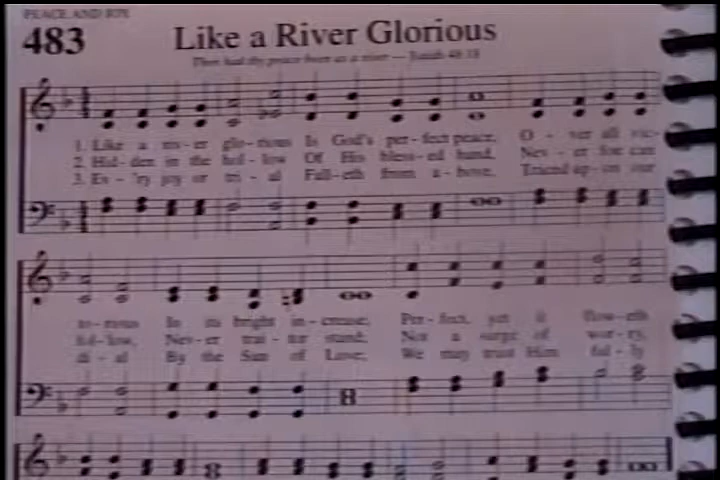 PEACE AND JOY
483
Like a River Glorious
Then had thy peace been as a river — Isaiah 48:18
1. Like a riv-er glo-rious Is God's per-fect peace, O-ver all vic-
2. Hid-den in the hol-low Of His bless-ed hand, Nev-er foe can
3. Ev-'ry joy or tri-al Fall-eth from a-bove, Traced up-on our
to-rious In its bright in-crease; Per-fect, yet it flow-eth
fol-low, Nev-er trai-tor stand; Not a surge of wor-ry,
di-al By the Sun of Love; We may trust Him ful-ly